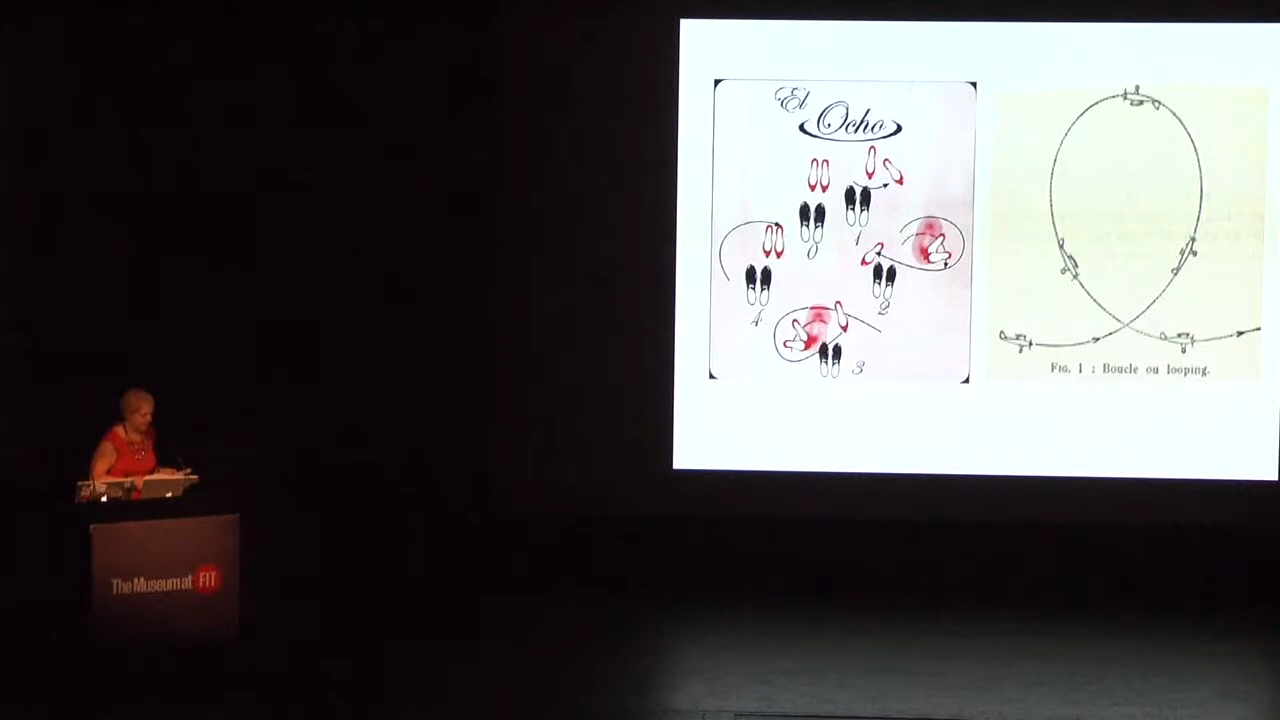 El
Ocho
0
1
2
3
4
FIG. 1 : Boucle ou looping.
The Museum at FIT